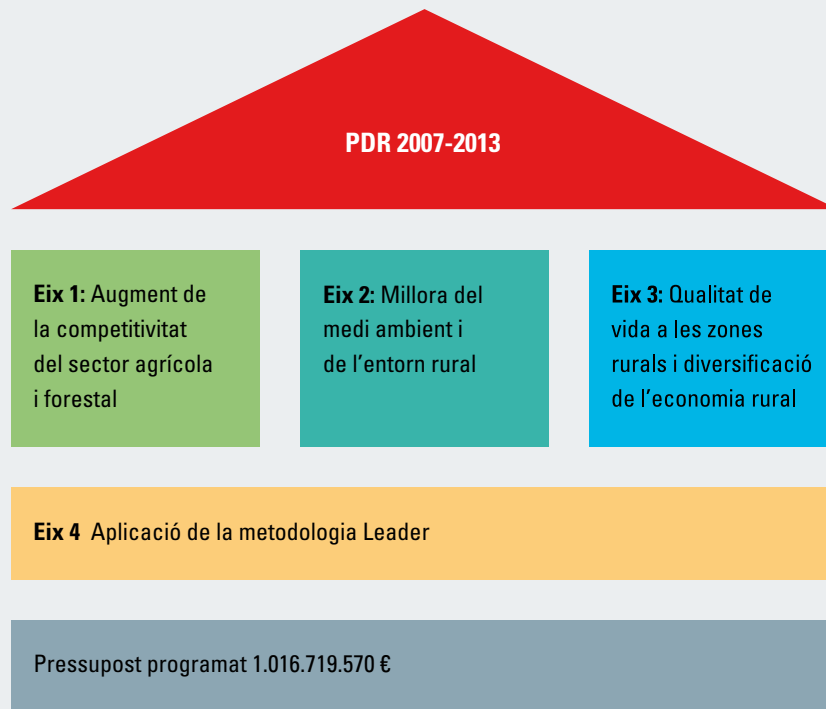 PDR 2007-2013
Eix 1: Augment de
la competitivitat
del sector agrícola
i forestal
Eix 2: Millora del
medi ambient i
de l'entorn rural
Eix 3: Qualitat de
vida a les zones
rurals i diversificació
de l'economia rural
Eix 4 Aplicació de la metodologia Leader
Pressupost programat 1.016.719.570 €